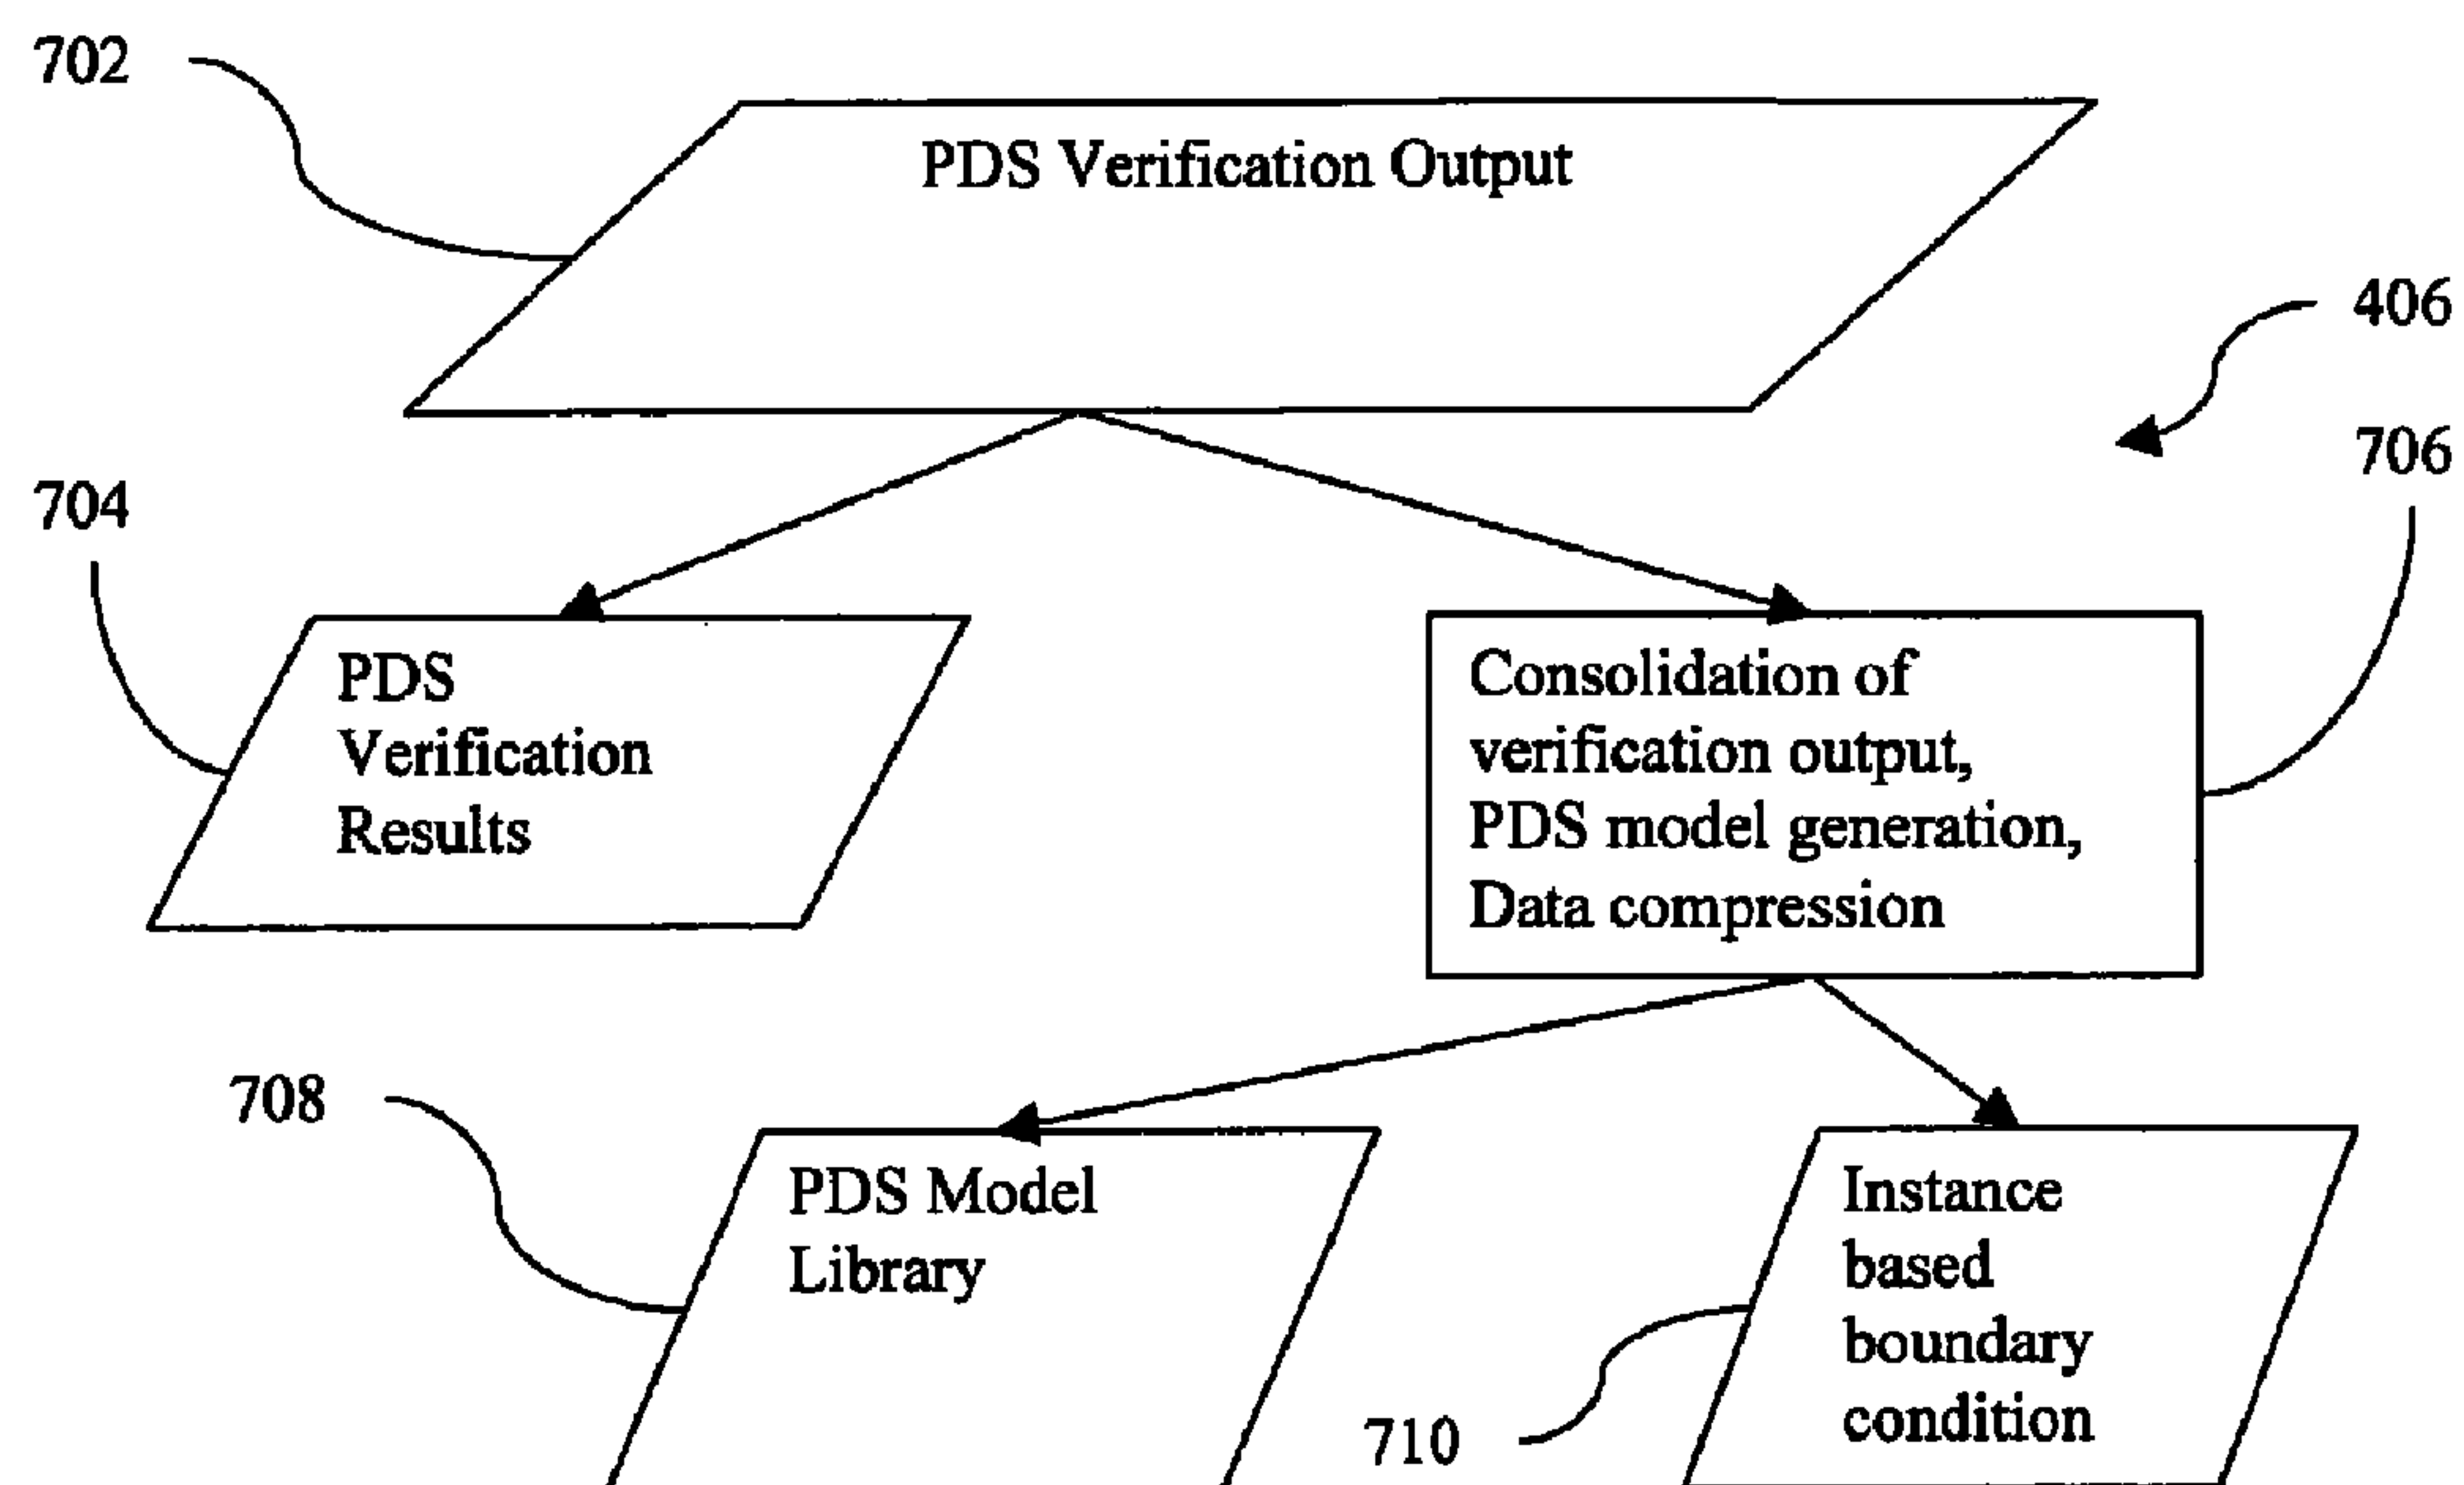 702
PDS Verification Output
406
706
704
PDS
Verification
Results
Consolidation of
verification output,
PDS model generation,
Data compression
708
PDS Model
Library
Instance
based
boundary
condition
710